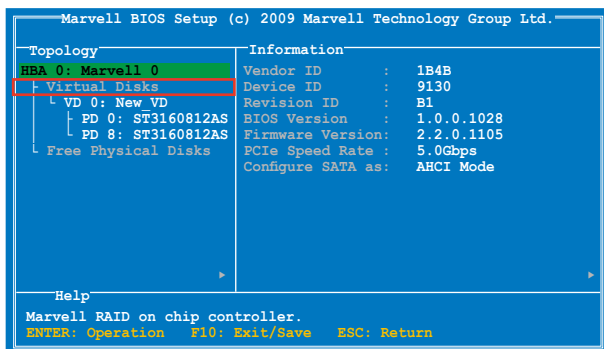 Marvell BIOS Setup (c) 2009 Marvell Technology Group Ltd.
Topology
HBA 0: Marvell 0
Virtual Disks
VD 0: New_VD
PD 0: ST3160812AS
PD 8: ST3160812AS
Free Physical Disks
Information
Vendor ID : 1B4B
Device ID : 9130
Revision ID : B1
BIOS Version : 1.0.0.1028
Firmware Version: 2.2.0.1105
PCIe Speed Rate : 5.0Gbps
Configure SATA as: AHCI Mode
Help
Marvell RAID on chip controller.
ENTER: Operation F10: Exit/Save ESC: Return